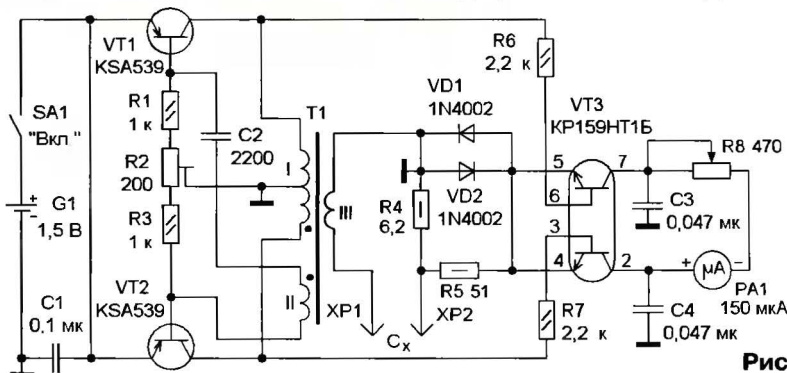 VT1
KSA539
SA1
"Вкл."
G1
1,5 В
C1
0,1 мк
R1
1 к
R2
200
R3
1 к
VT2
KSA539
C2
2200
T1
I
II
III
XP1
Cx
XP2
R4
6,2
R5 51
VD1
1N4002
VD2
1N4002
R6
2,2 к
R7
2,2 к
VT3
КР159НТ1Б
5
6
3
4
7
2
R8 470
C3
0,047 мк
C4
0,047 мк
+
µA
−
PA1
150 мкА
Рис